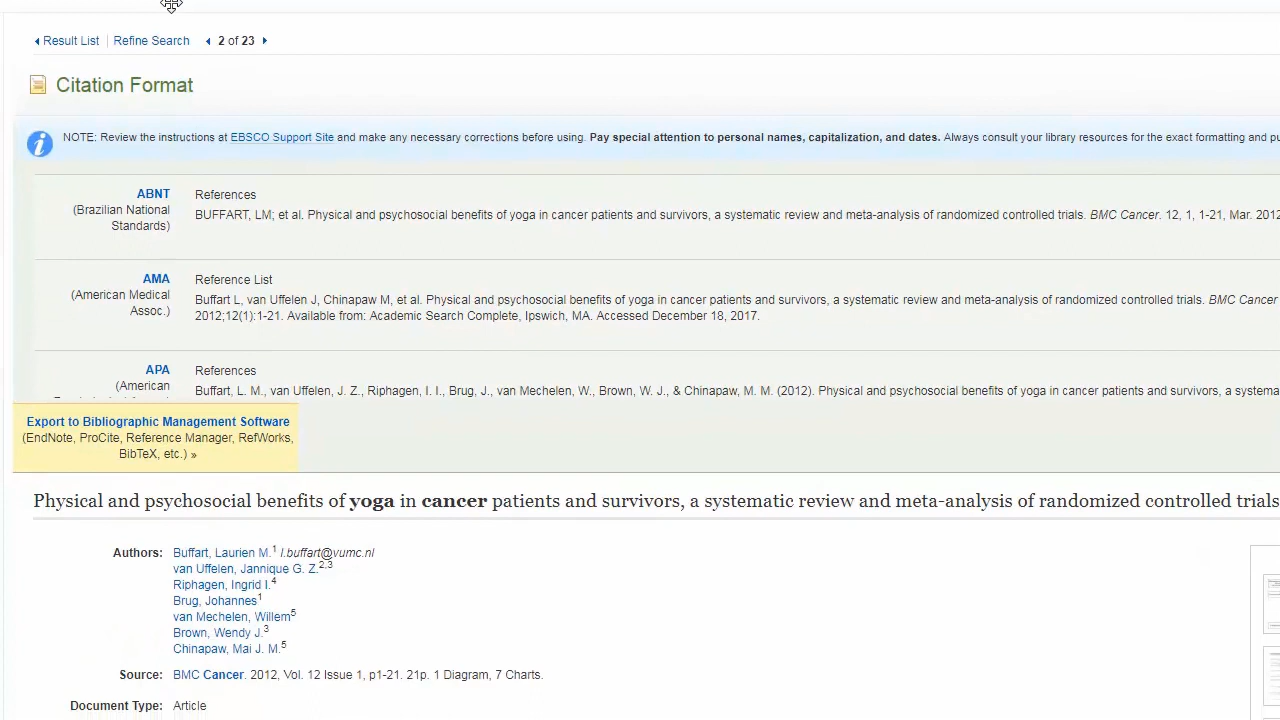 Result List Refine Search 2 of 23
Citation Format
NOTE: Review the instructions at EBSCO Support Site and make any necessary corrections before using. Pay special attention to personal names, capitalization, and dates. Always consult your library resources for the exact formatting and
ABNT
(Brazilian National
Standards)
References
BUFFART, LM; et al. Physical and psychosocial benefits of yoga in cancer patients and survivors, a systematic review and meta-analysis of randomized controlled trials. BMC Cancer. 12, 1, 1-21, Mar. 2012
AMA
(American Medical
Assoc.)
Reference List
Buffart L, van Uffelen J, Chinapaw M, et al. Physical and psychosocial benefits of yoga in cancer patients and survivors, a systematic review and meta-analysis of randomized controlled trials. BMC Cancer
2012;12(1):1-21. Available from: Academic Search Complete, Ipswich, MA. Accessed December 18, 2017.
APA
(American
References
Buffart, L. M., van Uffelen, J. Z., Riphagen, I. I., Brug, J., van Mechelen, W., Brown, W. J., & Chinapaw, M. M. (2012). Physical and psychosocial benefits of yoga in cancer patients and survivors, a
Export to Bibliographic Management Software
(EndNote, ProCite, Reference Manager, RefWorks,
BibTeX, etc.) »
Physical and psychosocial benefits of yoga in cancer patients and survivors, a systematic review and meta-analysis of randomized controlled trials
Authors: Buffart, Laurien M.1 l.buffart@vumc.nl
van Uffelen, Jannique G. Z.2,3
Riphagen, Ingrid I.4
Brug, Johannes1
van Mechelen, Willem5
Brown, Wendy J.3
Chinapaw, Mai J. M.5
Source: BMC Cancer. 2012, Vol. 12 Issue 1, p1-21. 21p. 1 Diagram, 7 Charts.
Document Type: Article